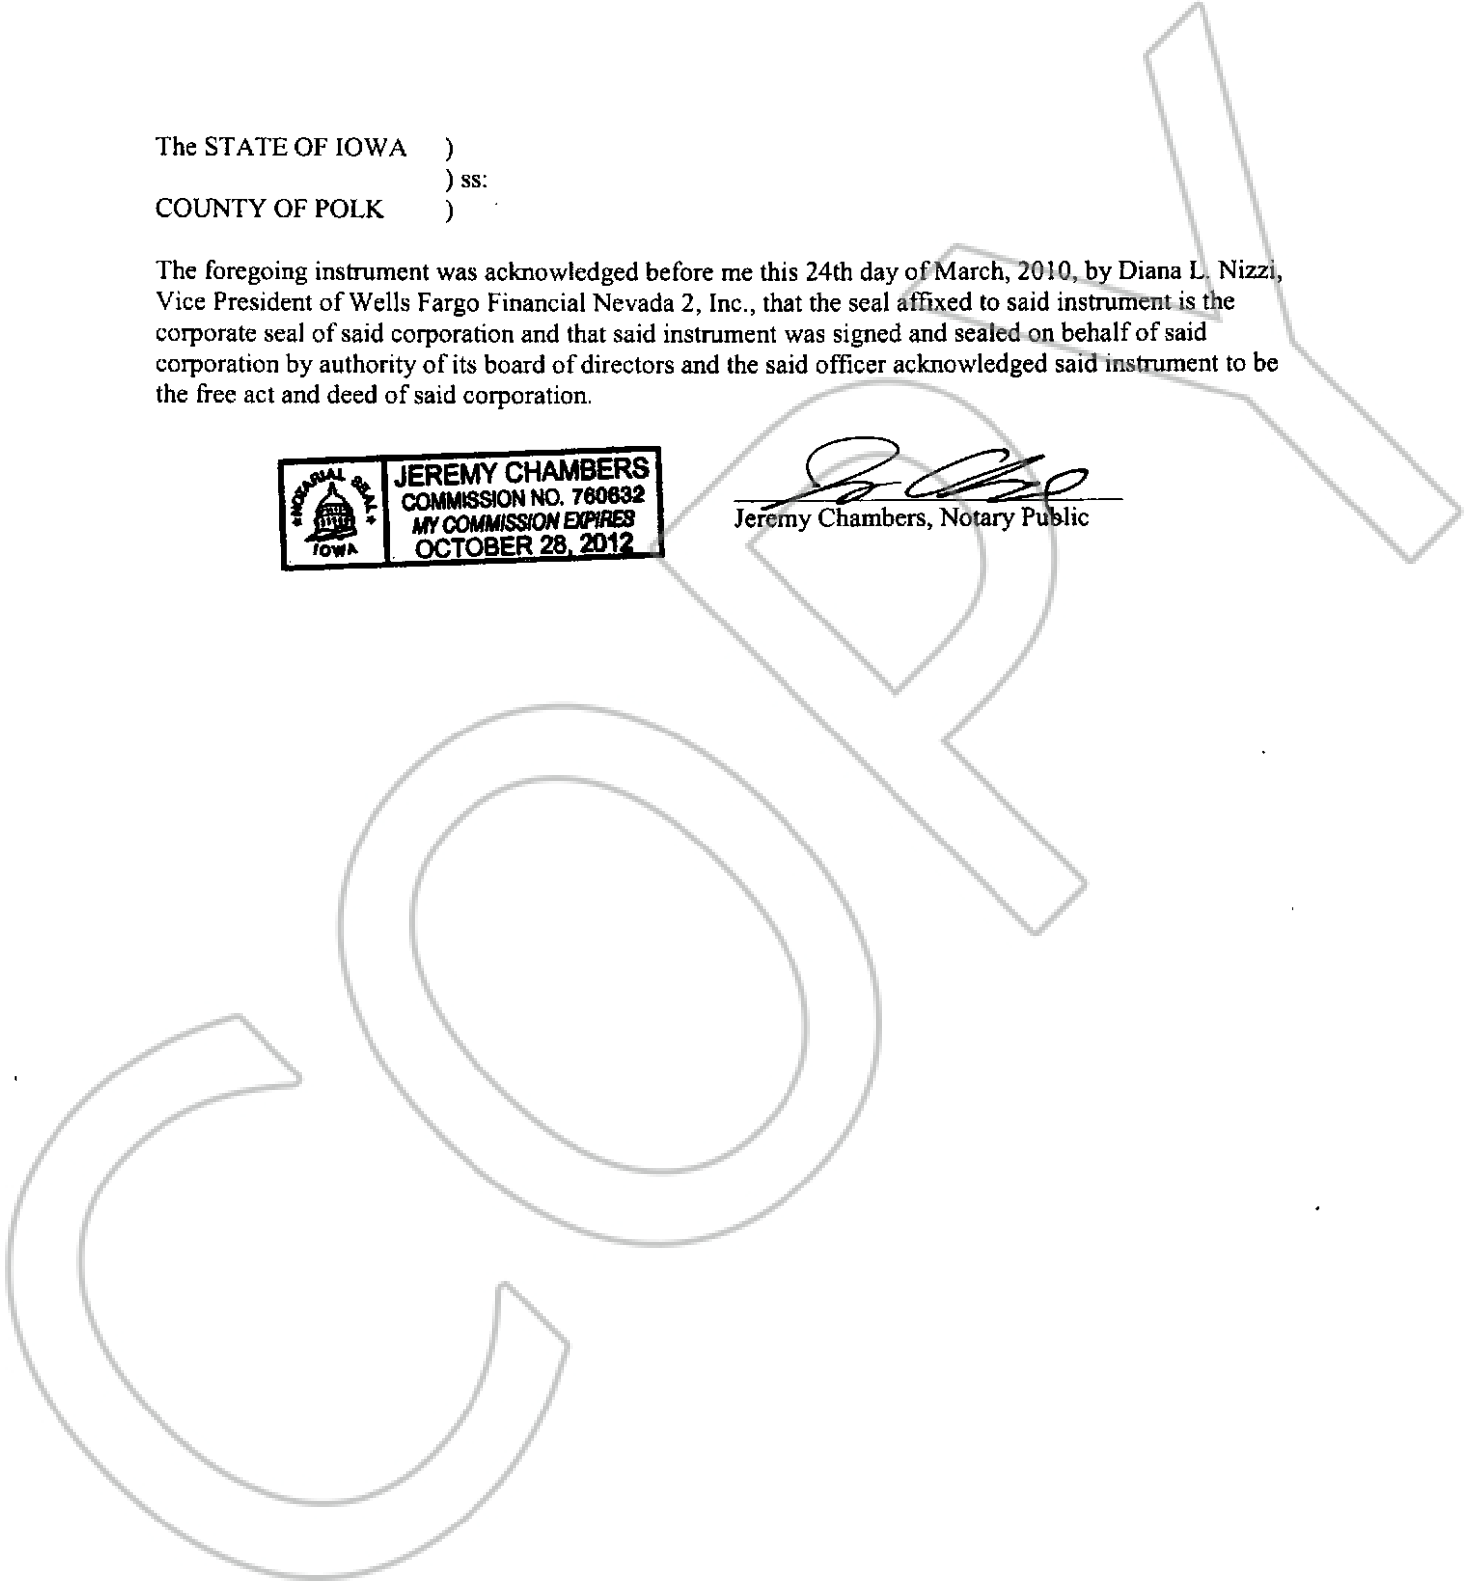 The STATE OF IOWA )
) ss:
COUNTY OF POLK )
The foregoing instrument was acknowledged before me this 24th day of March, 2010, by Diana L. Nizzi,
Vice President of Wells Fargo Financial Nevada 2, Inc., that the seal affixed to said instrument is the
corporate seal of said corporation and that said instrument was signed and sealed on behalf of said
corporation by authority of its board of directors and the said officer acknowledged said instrument to be
the free act and deed of said corporation.
NOTARIAL SEAL
IOWA
JEREMY CHAMBERS
COMMISSION NO. 760632
MY COMMISSION EXPIRES
OCTOBER 28, 2012
Jeremy Chambers, Notary Public
COPY